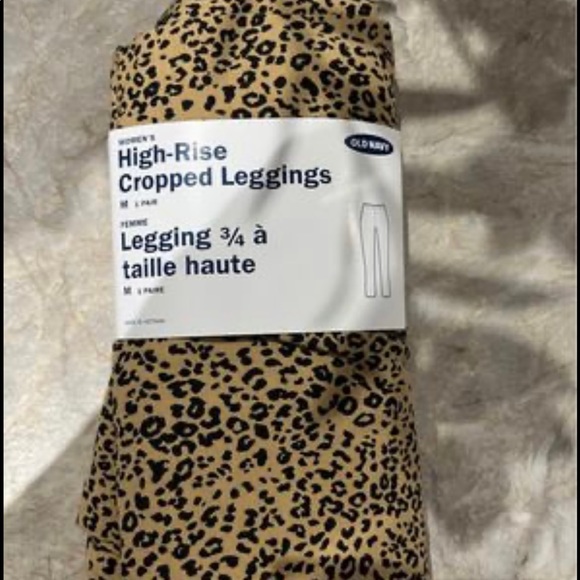 WOMEN'S
High-Rise
Cropped Leggings
M 1 PAIR
OLD NAVY
FEMME
Legging 3/4 à
taille haute
M 1 PAIRE